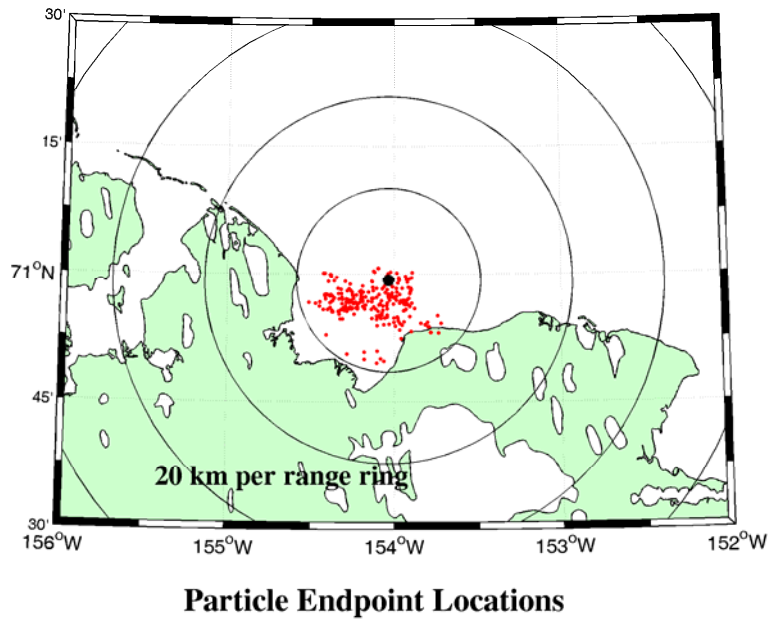 30'
15'
71°N
45'
20 km per range ring
30'
156°W 155°W 154°W 153°W 152°W
Particle Endpoint Locations